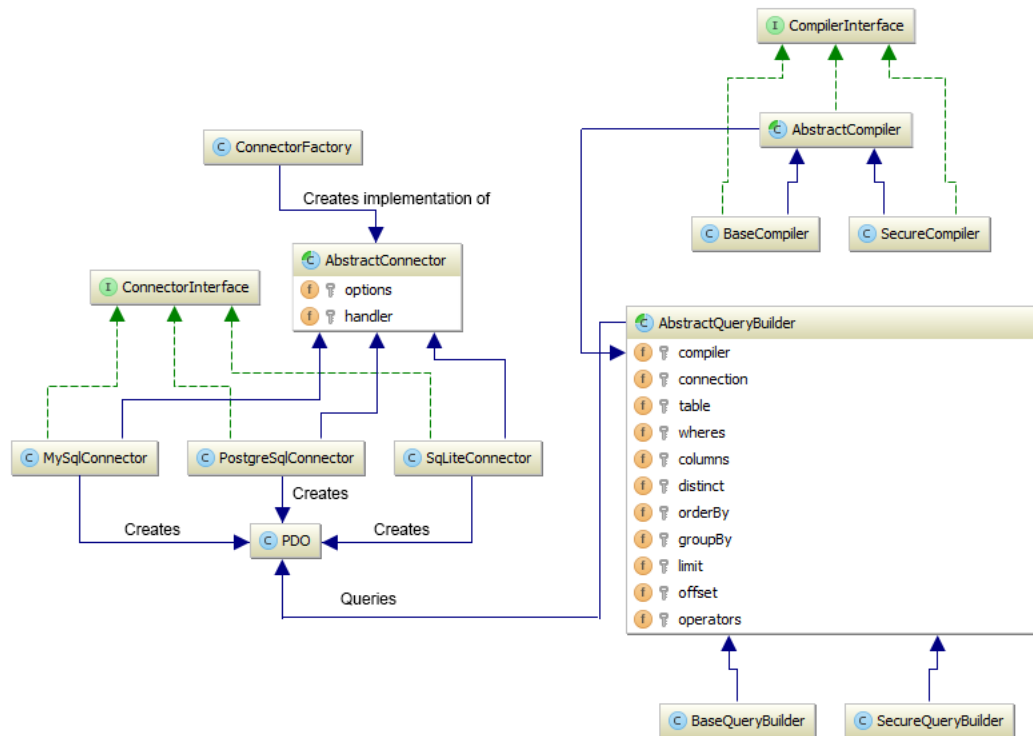 I CompilerInterface
C AbstractCompiler
C ConnectorFactory
Creates implementation of
C BaseCompiler
C SecureCompiler
C AbstractConnector
f options
f handler
I ConnectorInterface
C AbstractQueryBuilder
f compiler
f connection
f table
f wheres
f columns
f distinct
f orderBy
f groupBy
f limit
f offset
f operators
C MySqlConnector
C PostgreSqlConnector
C SqLiteConnector
Creates
Creates
Creates
C PDO
Queries
C BaseQueryBuilder
C SecureQueryBuilder